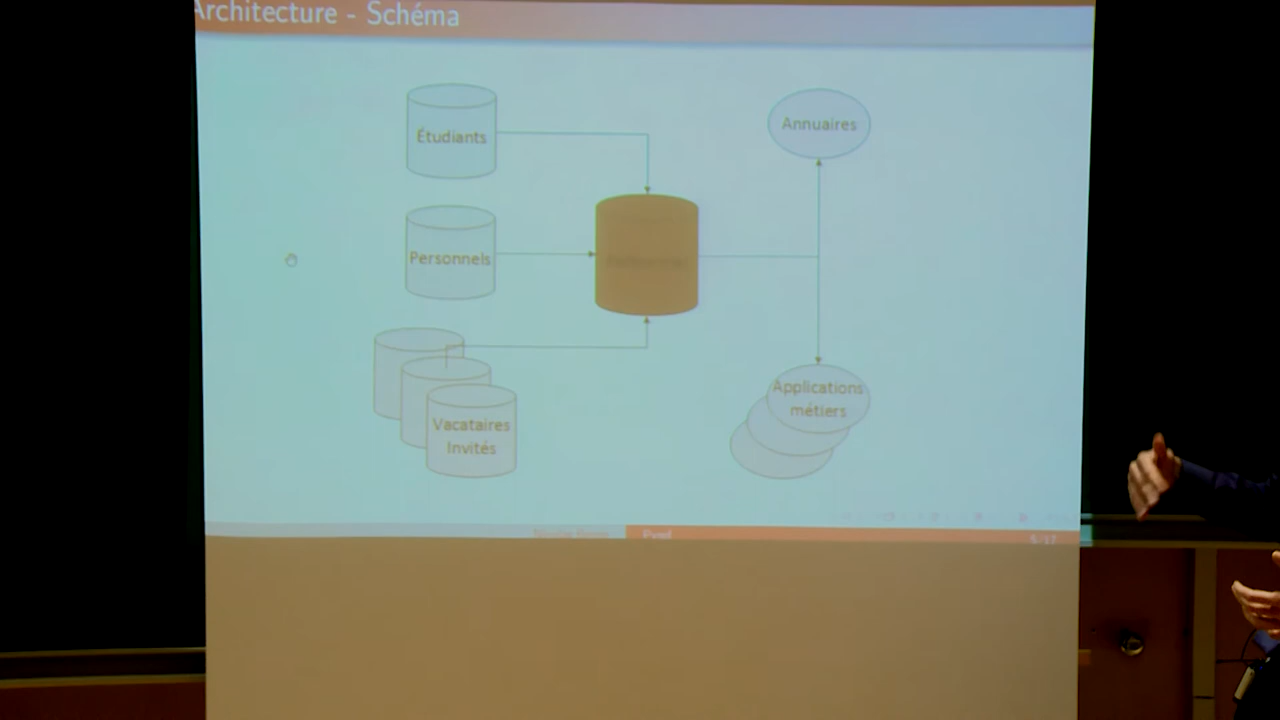 Architecture - Schéma
Étudiants
Annuaires
Personnels
Applications
métiers
Vacataires
Invités